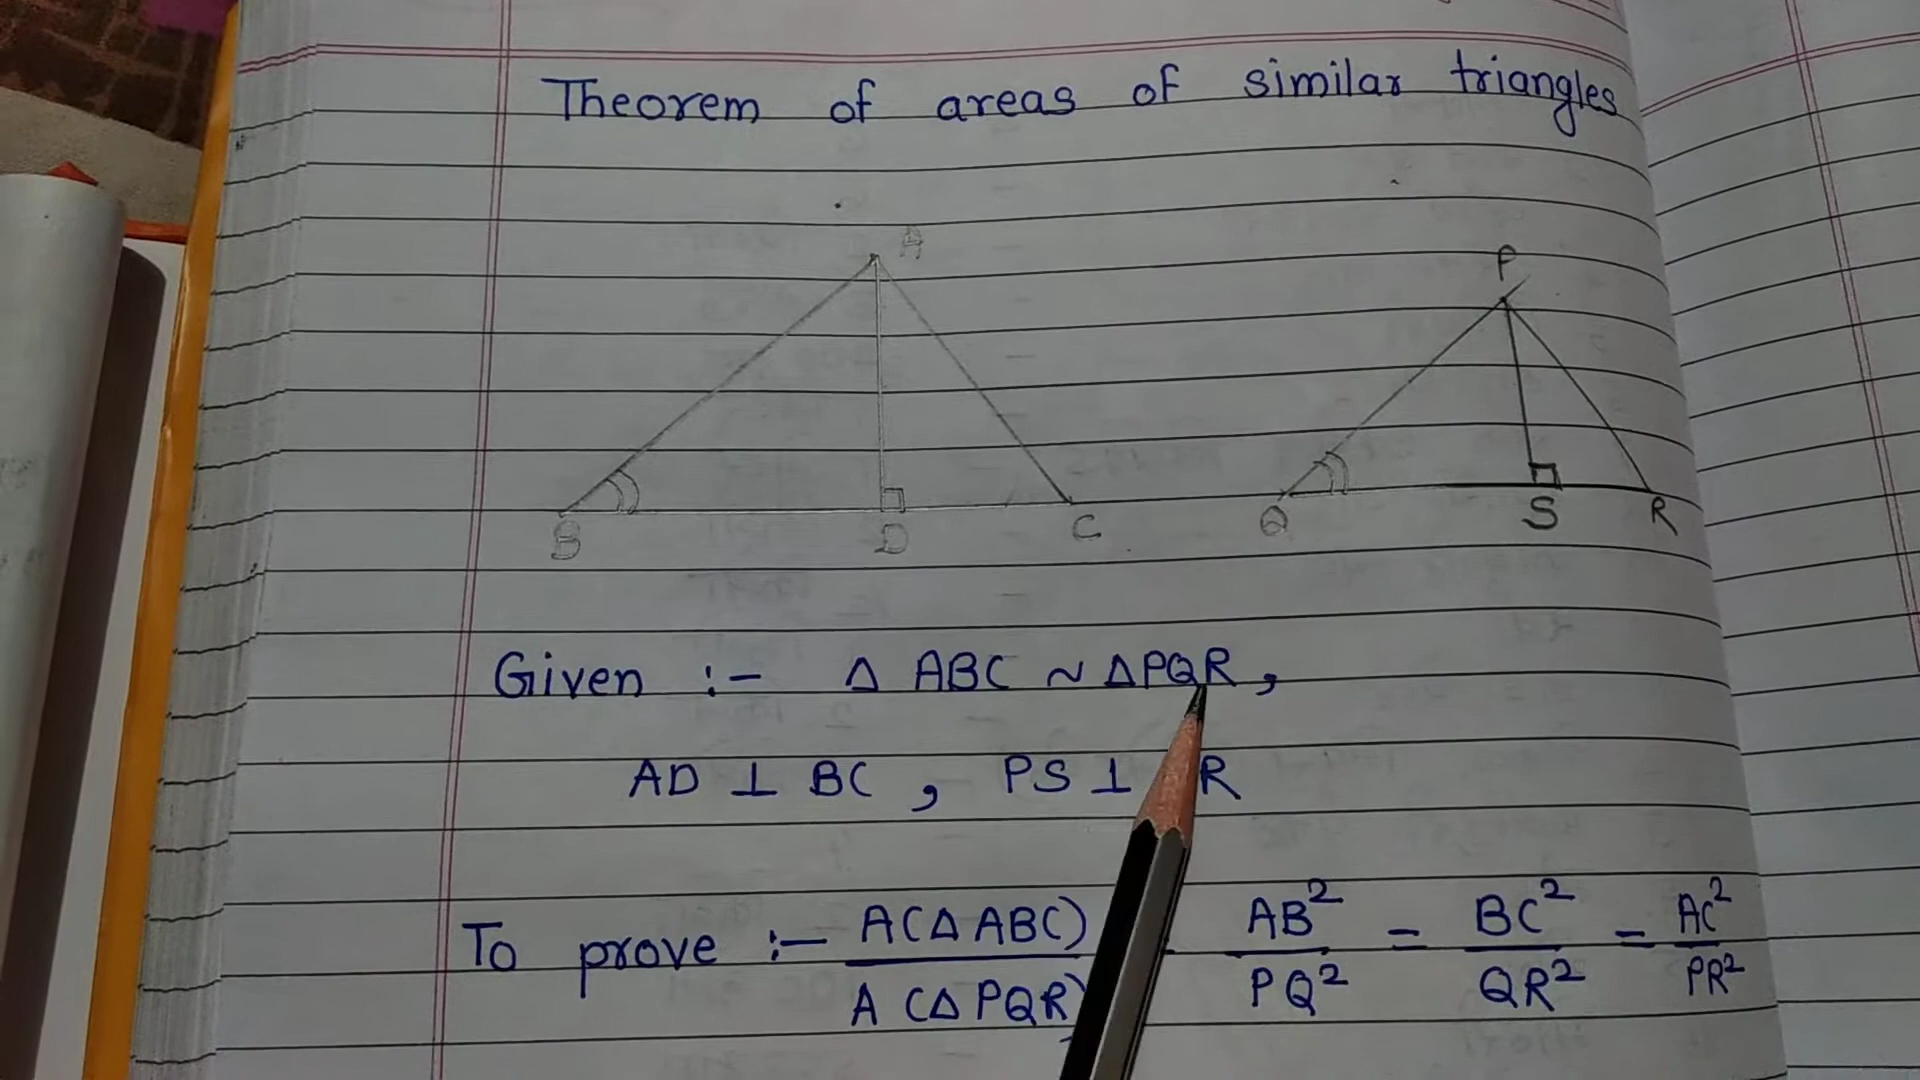 Theorem of areas of similar triangles
A
P
B D C Q S R
Given :- Δ ABC ~ ΔPQR,
AD ⊥ BC, PS ⊥ R
To prove :- A(Δ ABC) / A(Δ PQR) AB² / PQ² = BC² / QR² = AC² / PR²